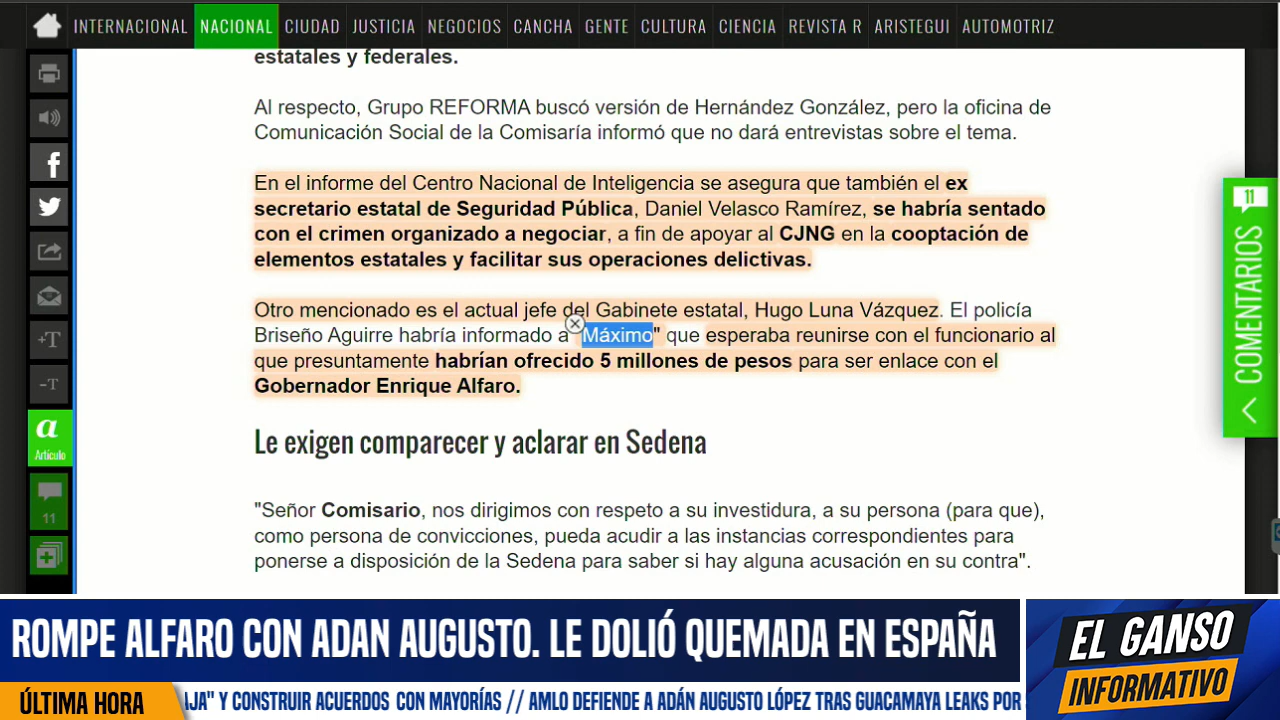 INTERNACIONAL NACIONAL CIUDAD JUSTICIA NEGOCIOS CANCHA GENTE CULTURA CIENCIA REVISTA R ARISTEGUI AUTOMOTRIZ
estatales y federales.
Al respecto, Grupo REFORMA buscó versión de Hernández González, pero la oficina de
Comunicación Social de la Comisaría informó que no dará entrevistas sobre el tema.
En el informe del Centro Nacional de Inteligencia se asegura que también el ex
secretario estatal de Seguridad Pública, Daniel Velasco Ramírez, se habría sentado
con el crimen organizado a negociar, a fin de apoyar al CJNG en la cooptación de
elementos estatales y facilitar sus operaciones delictivas.
Otro mencionado es el actual jefe del Gabinete estatal, Hugo Luna Vázquez. El policía
Briseño Aguirre habría informado a "Máximo" que esperaba reunirse con el funcionario al
que presuntamente habrían ofrecido 5 millones de pesos para ser enlace con el
Gobernador Enrique Alfaro.
Le exigen comparecer y aclarar en Sedena
"Señor Comisario, nos dirigimos con respeto a su investidura, a su persona (para que),
como persona de convicciones, pueda acudir a las instancias correspondientes para
ponerse a disposición de la Sedena para saber si hay alguna acusación en su contra".
+T
-T
a
Artículo
11
11
COMENTARIOS
ROMPE ALFARO CON ADAN AUGUSTO. LE DOLIÓ QUEMADA EN ESPAÑA
EL GANSO
INFORMATIVO
ÚLTIMA HORA
JA" Y CONSTRUIR ACUERDOS CON MAYORÍAS // AMLO DEFIENDE A ADÁN AUGUSTO LÓPEZ TRAS GUACAMAYA LEAKS POR